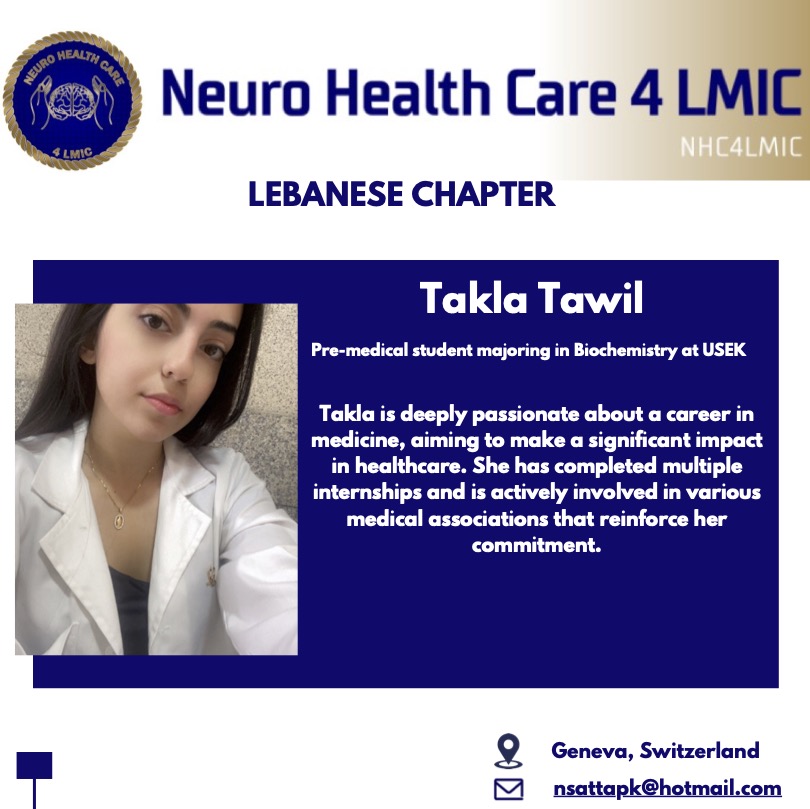 NEURO HEALTH CARE
4 LMIC
Neuro Health Care 4 LMIC
NHC4LMIC
LEBANESE CHAPTER
Takla Tawil
Pre-medical student majoring in Biochemistry at USEK
Takla is deeply passionate about a career in
medicine, aiming to make a significant impact
in healthcare. She has completed multiple
internships and is actively involved in various
medical associations that reinforce her
commitment.
Geneva, Switzerland
nsattapk@hotmail.com